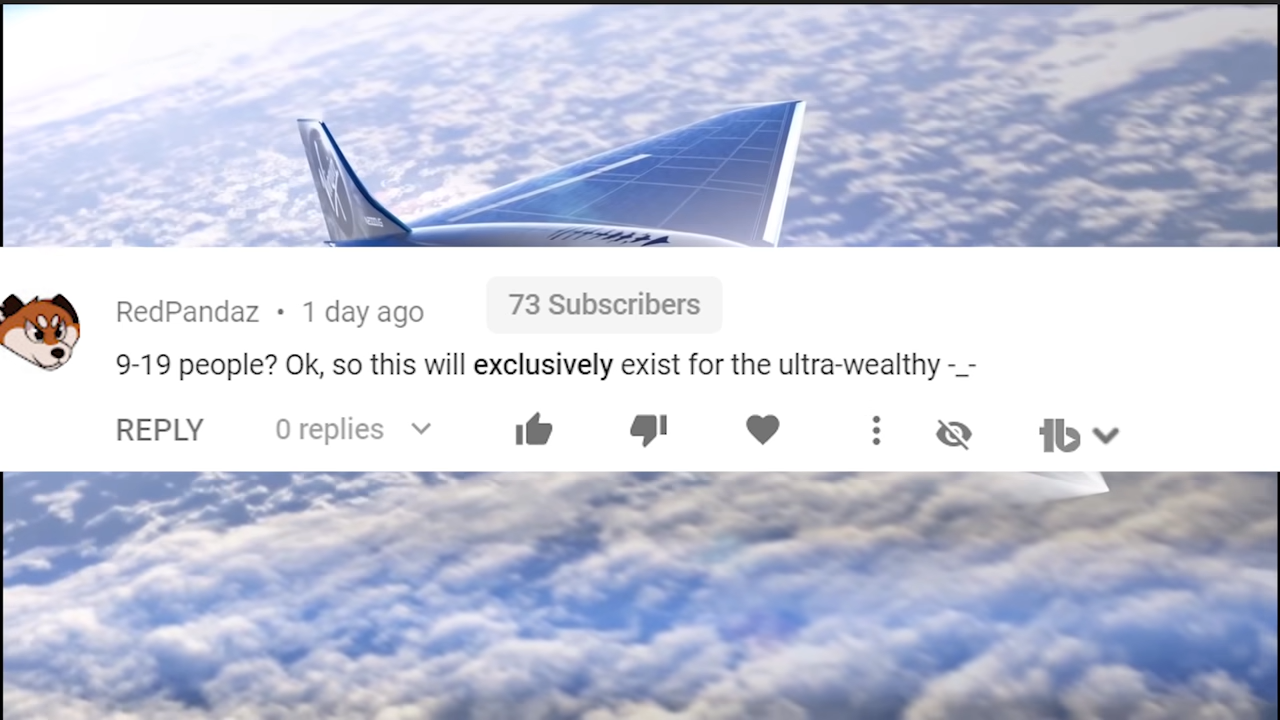 RedPandaz • 1 day ago 73 Subscribers
9-19 people? Ok, so this will exclusively exist for the ultra-wealthy -_-
REPLY 0 replies